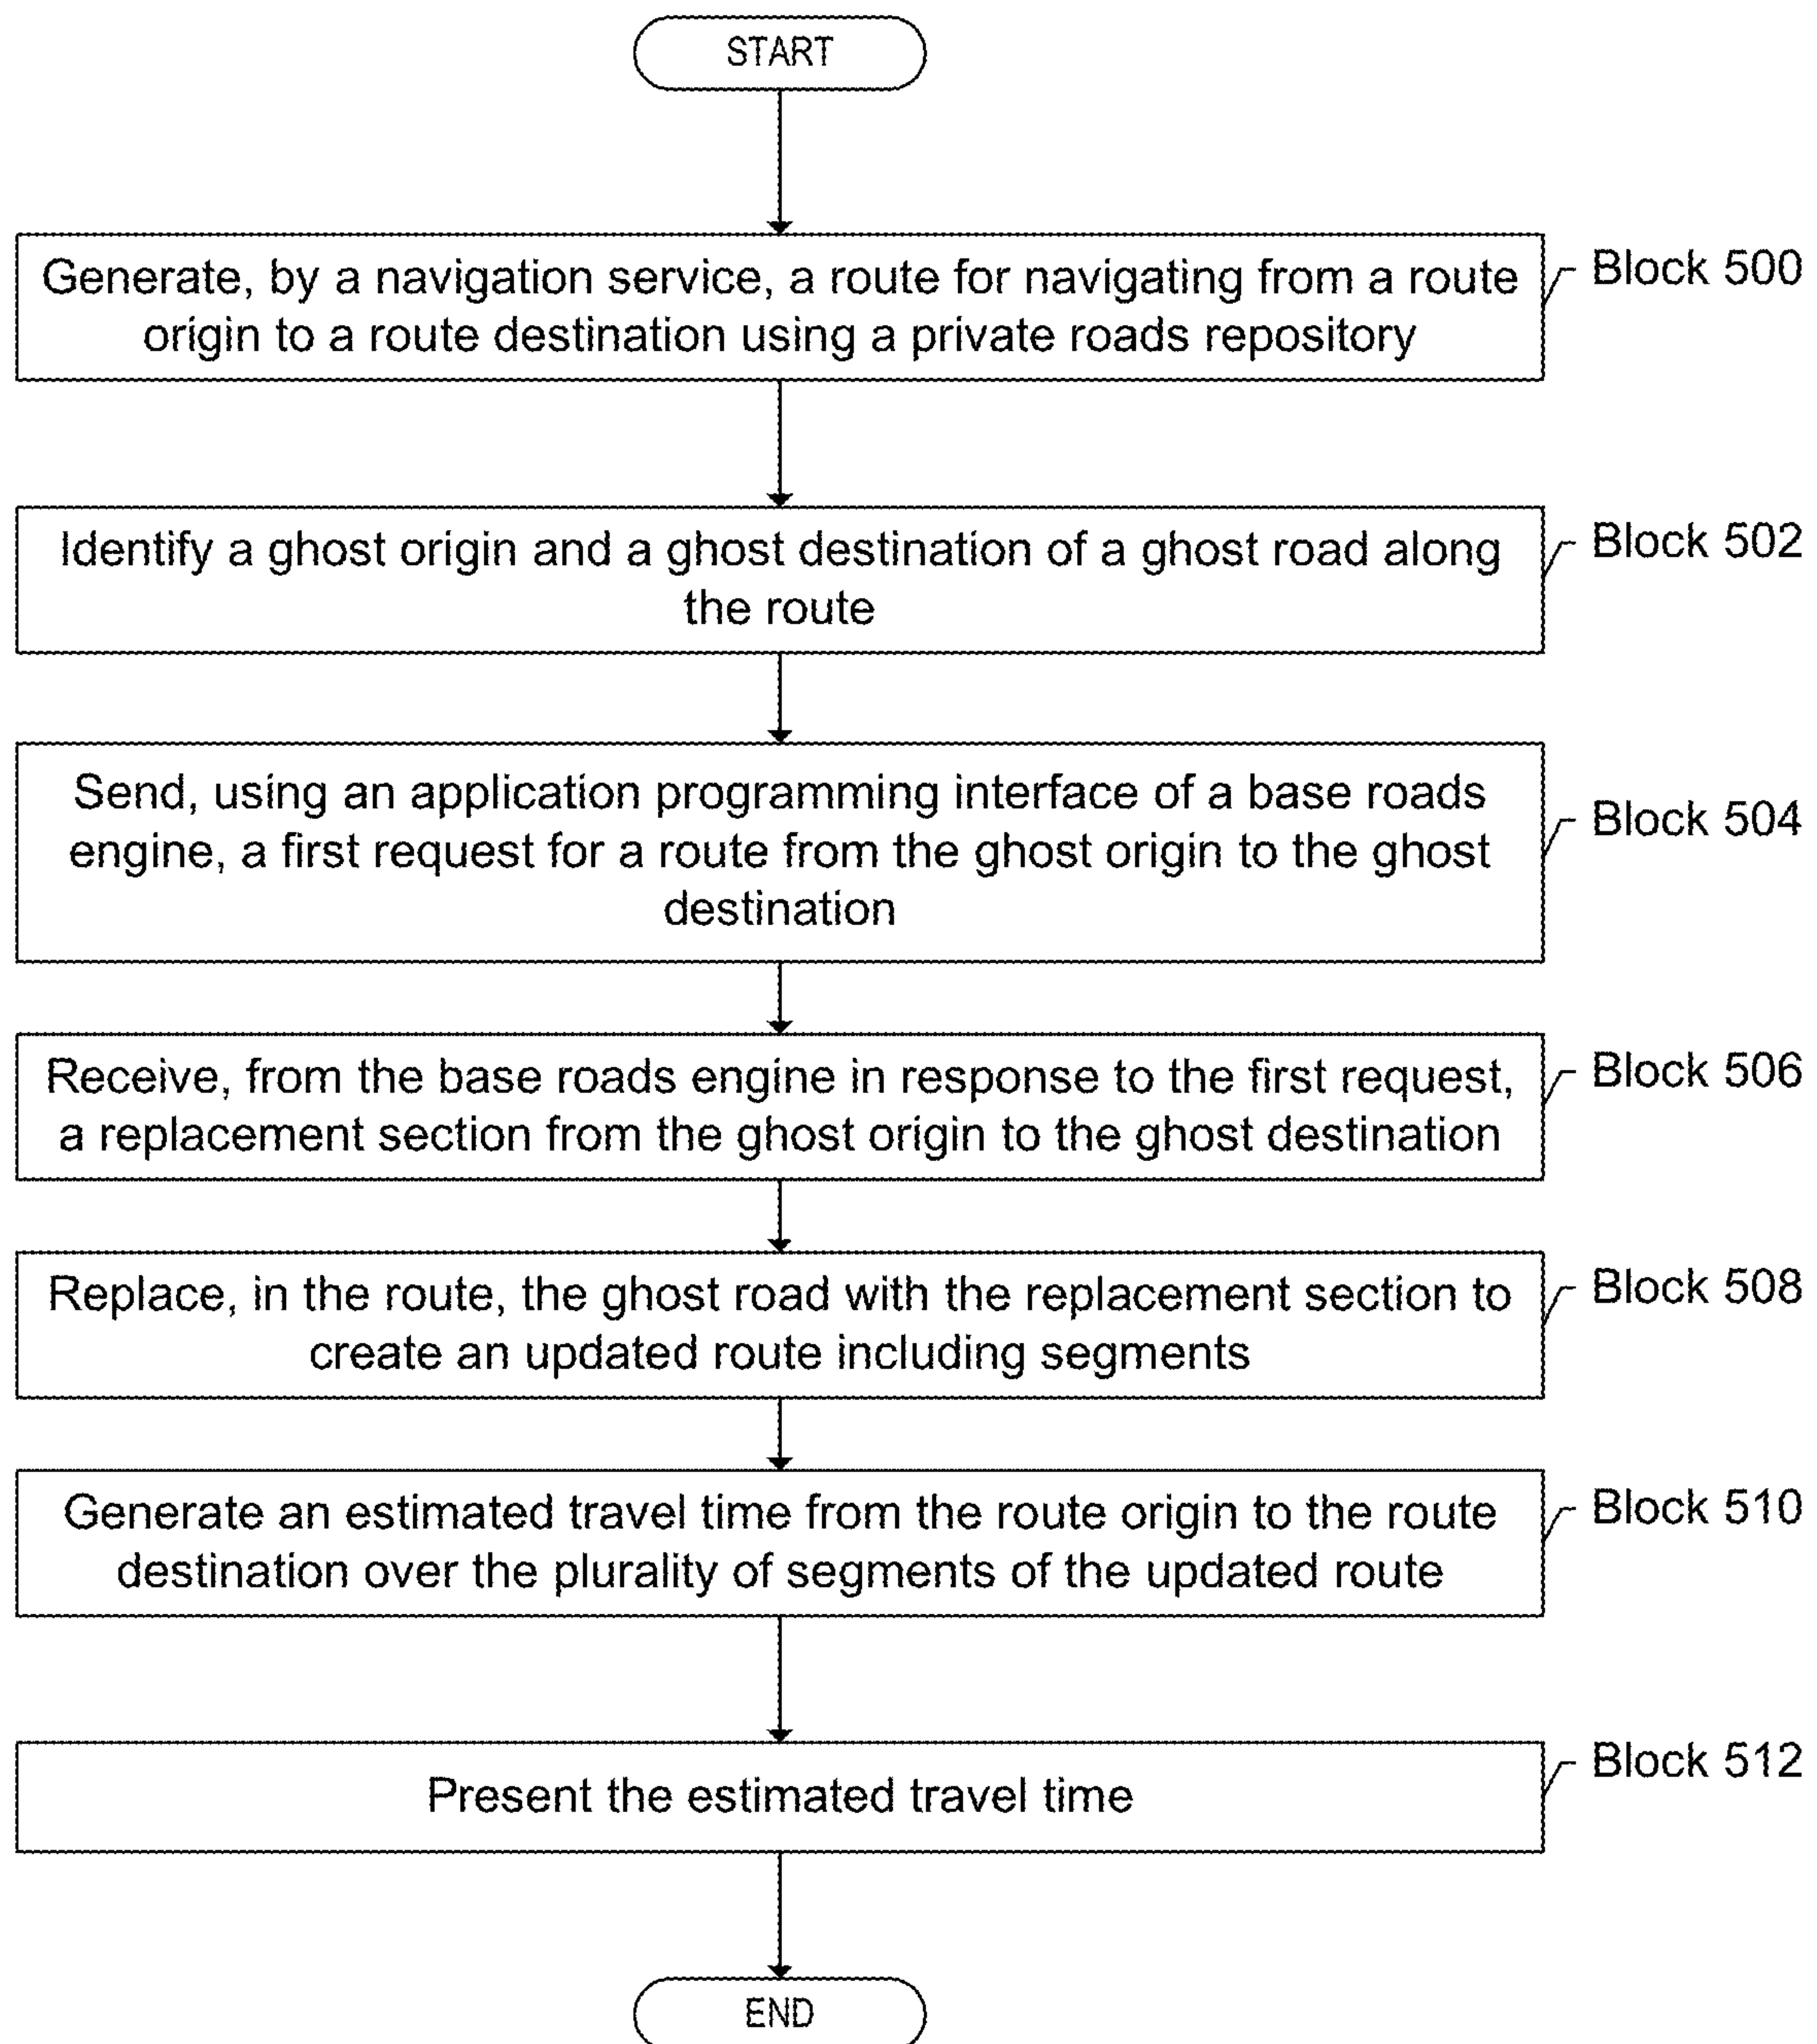 START
Generate, by a navigation service, a route for navigating from a route
origin to a route destination using a private roads repository
Block 500
Identify a ghost origin and a ghost destination of a ghost road along
the route
Block 502
Send, using an application programming interface of a base roads
engine, a first request for a route from the ghost origin to the ghost
destination
Block 504
Receive, from the base roads engine in response to the first request,
a replacement section from the ghost origin to the ghost destination
Block 506
Replace, in the route, the ghost road with the replacement section to
create an updated route including segments
Block 508
Generate an estimated travel time from the route origin to the route
destination over the plurality of segments of the updated route
Block 510
Present the estimated travel time
Block 512
END